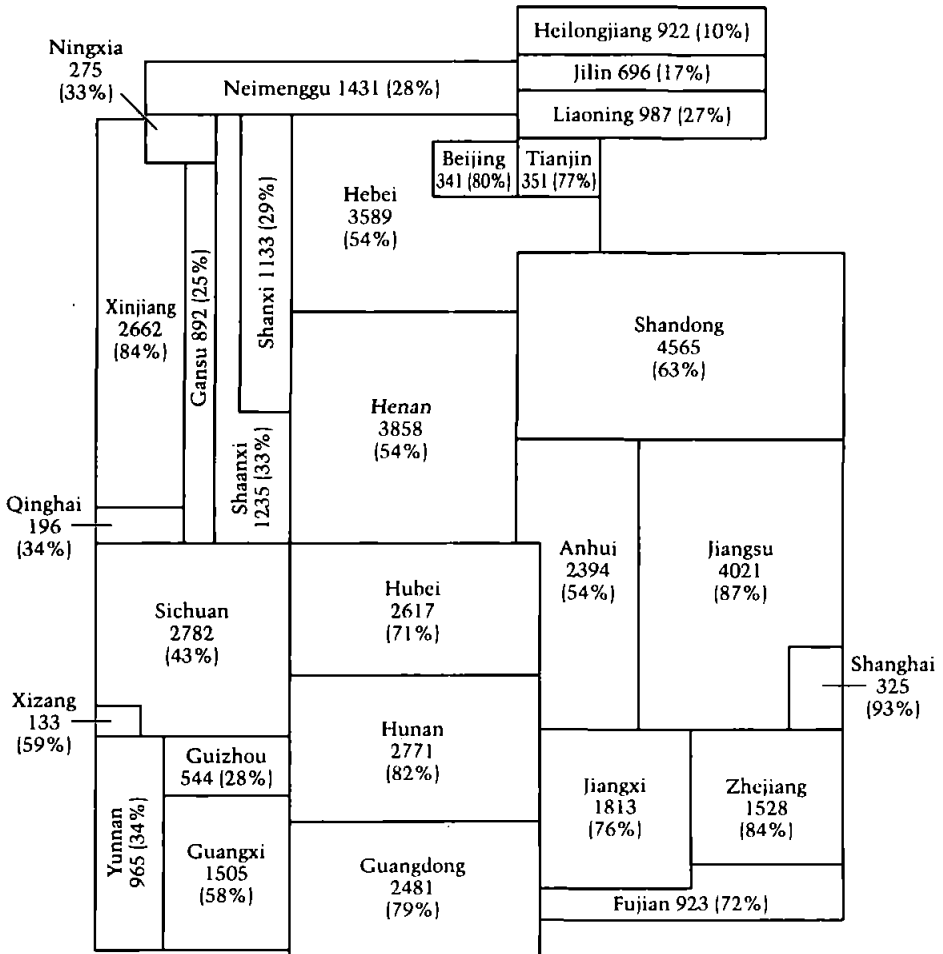 Heilongjiang 922 (10%)
Jilin 696 (17%)
Liaoning 987 (27%)
Ningxia
275
(33%)
Neimenggu 1431 (28%)
Beijing
341 (80%)
Tianjin
351 (77%)
Hebei
3589
(54%)
Shanxi 1133 (29%)
Gansu 892 (25%)
Xinjiang
2662
(84%)
Shandong
4565
(63%)
Henan
3858
(54%)
Shaanxi
1235 (33%)
Qinghai
196
(34%)
Anhui
2394
(54%)
Jiangsu
4021
(87%)
Hubei
2617
(71%)
Sichuan
2782
(43%)
Shanghai
325
(93%)
Xizang
133
(59%)
Hunan
2771
(82%)
Guizhou
544 (28%)
Jiangxi
1813
(76%)
Zhejiang
1528
(84%)
Yunnan
965 (34%)
Guangxi
1505
(58%)
Guangdong
2481
(79%)
Fujian 923 (72%)